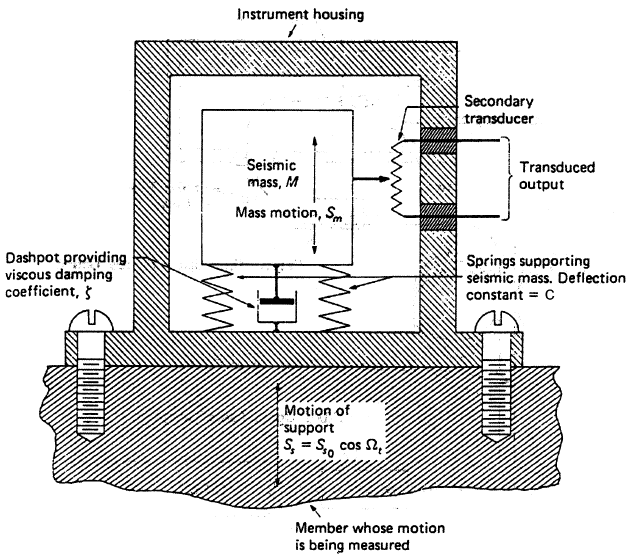 Instrument housing
Secondary
transducer
Transduced
output
Seismic
mass, M
Mass motion, Sₘ
Dashpot providing
viscous damping
coefficient, ζ
Springs supporting
seismic mass. Deflection
constant = C
Motion of
support
Sₛ = Sₛ₀ cos Ωₜ
Member whose motion
is being measured